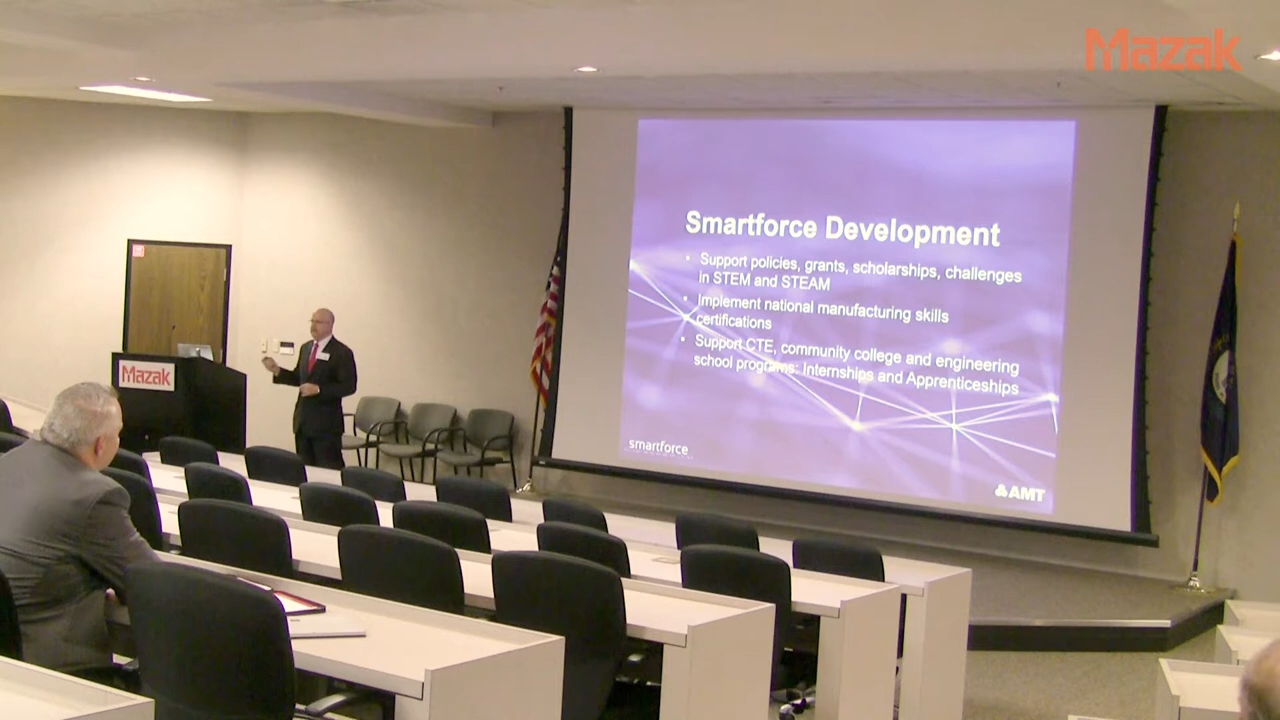 Mazak
Smartforce Development
• Support policies, grants, scholarships, challenges
in STEM and STEAM
• Implement national manufacturing skills
certifications
• Support CTE, community college and engineering
school programs: Internships and Apprenticeships
Mazak
smartforce
AMT